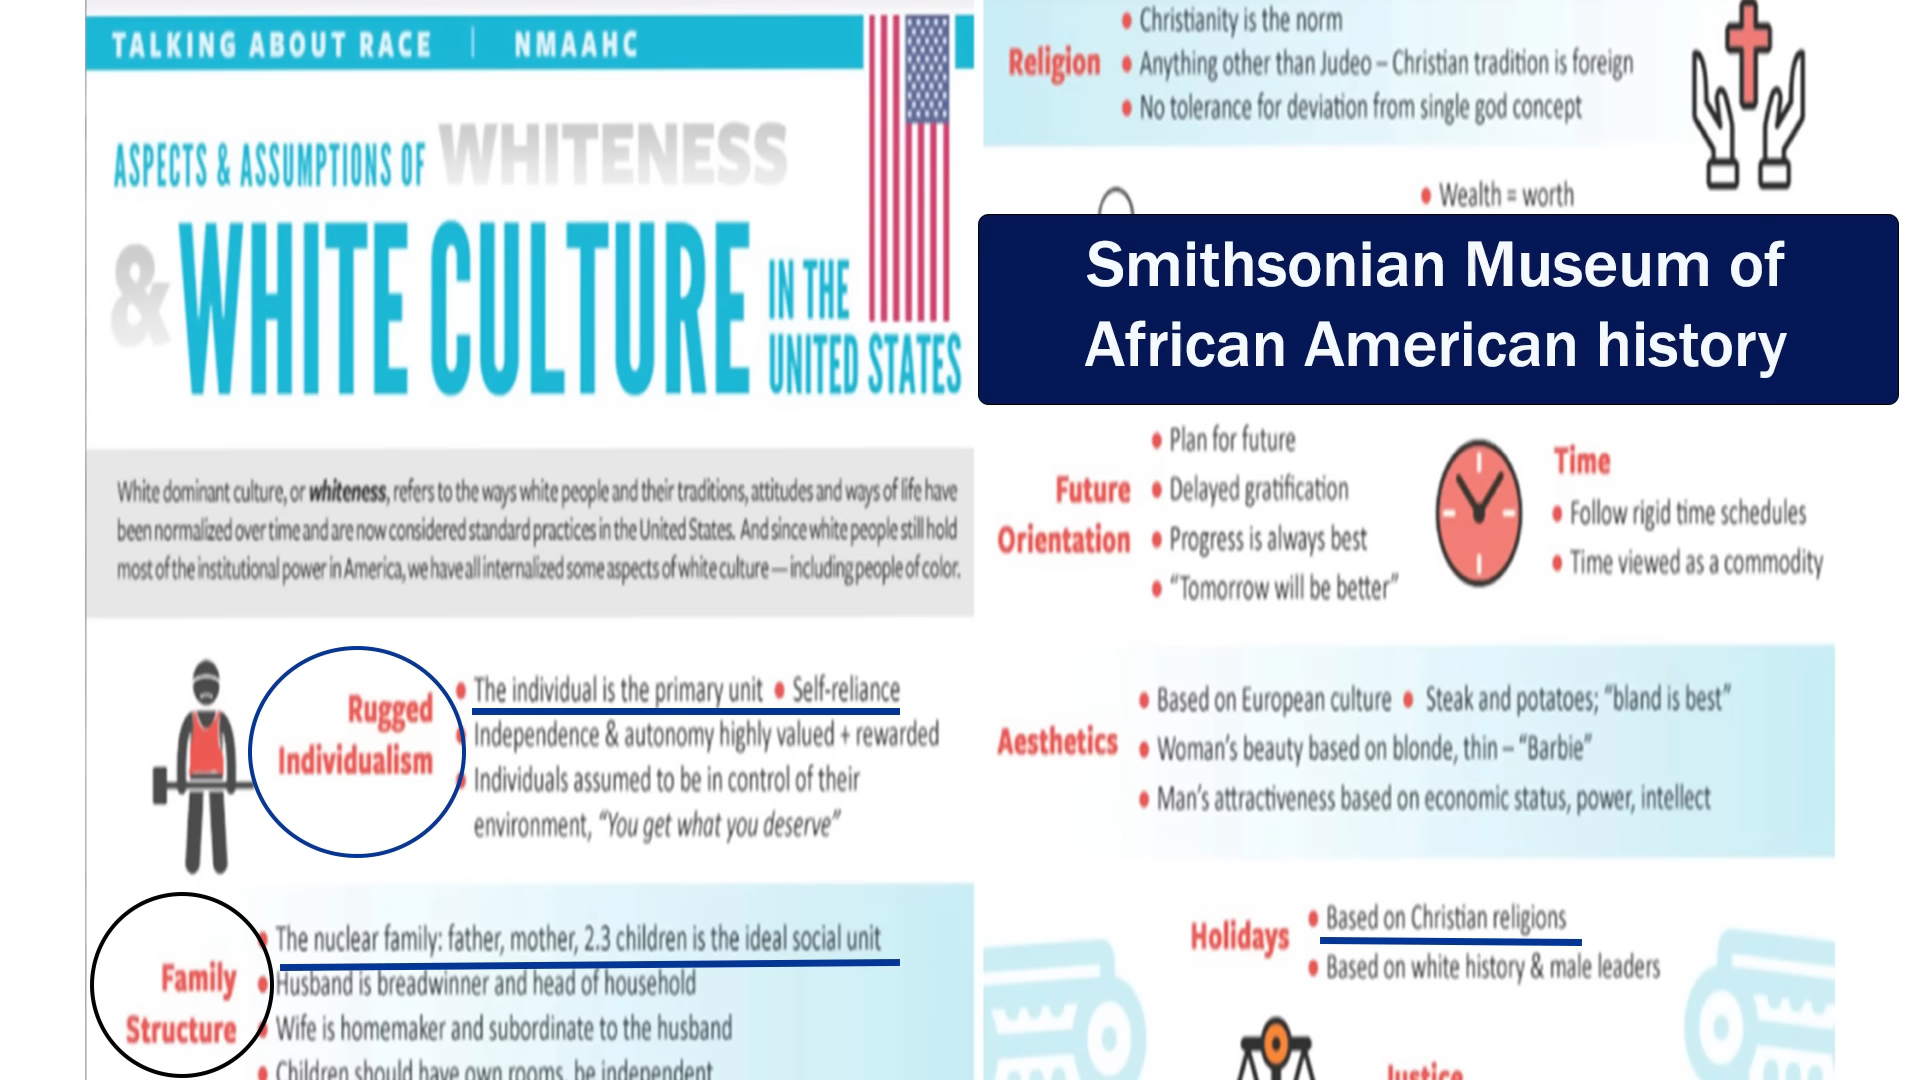 TALKING ABOUT RACE | NMAAHC
ASPECTS & ASSUMPTIONS OF WHITENESS
& WHITE CULTURE IN THE
UNITED STATES
White dominant culture, or whiteness, refers to the ways white people and their traditions, attitudes and ways of life have
been normalized over time and are now considered standard practices in the United States. And since white people still hold
most of the institutional power in America, we have all internalized some aspects of white culture — including people of color.
Rugged
Individualism
• The individual is the primary unit • Self-reliance
• Independence & autonomy highly valued + rewarded
• Individuals assumed to be in control of their
environment, “You get what you deserve”
Family
Structure
• The nuclear family: father, mother, 2.3 children is the ideal social unit
• Husband is breadwinner and head of household
• Wife is homemaker and subordinate to the husband
• Children should have own rooms, be independent
Religion
• Christianity is the norm
• Anything other than Judeo – Christian tradition is foreign
• No tolerance for deviation from single god concept
• Wealth = worth
Smithsonian Museum of
African American history
Future
Orientation
• Plan for future
• Delayed gratification
• Progress is always best
• “Tomorrow will be better”
Time
• Follow rigid time schedules
• Time viewed as a commodity
Aesthetics
• Based on European culture • Steak and potatoes; “bland is best”
• Woman’s beauty based on blonde, thin – “Barbie”
• Man’s attractiveness based on economic status, power, intellect
Holidays
• Based on Christian religions
• Based on white history & male leaders
Justice